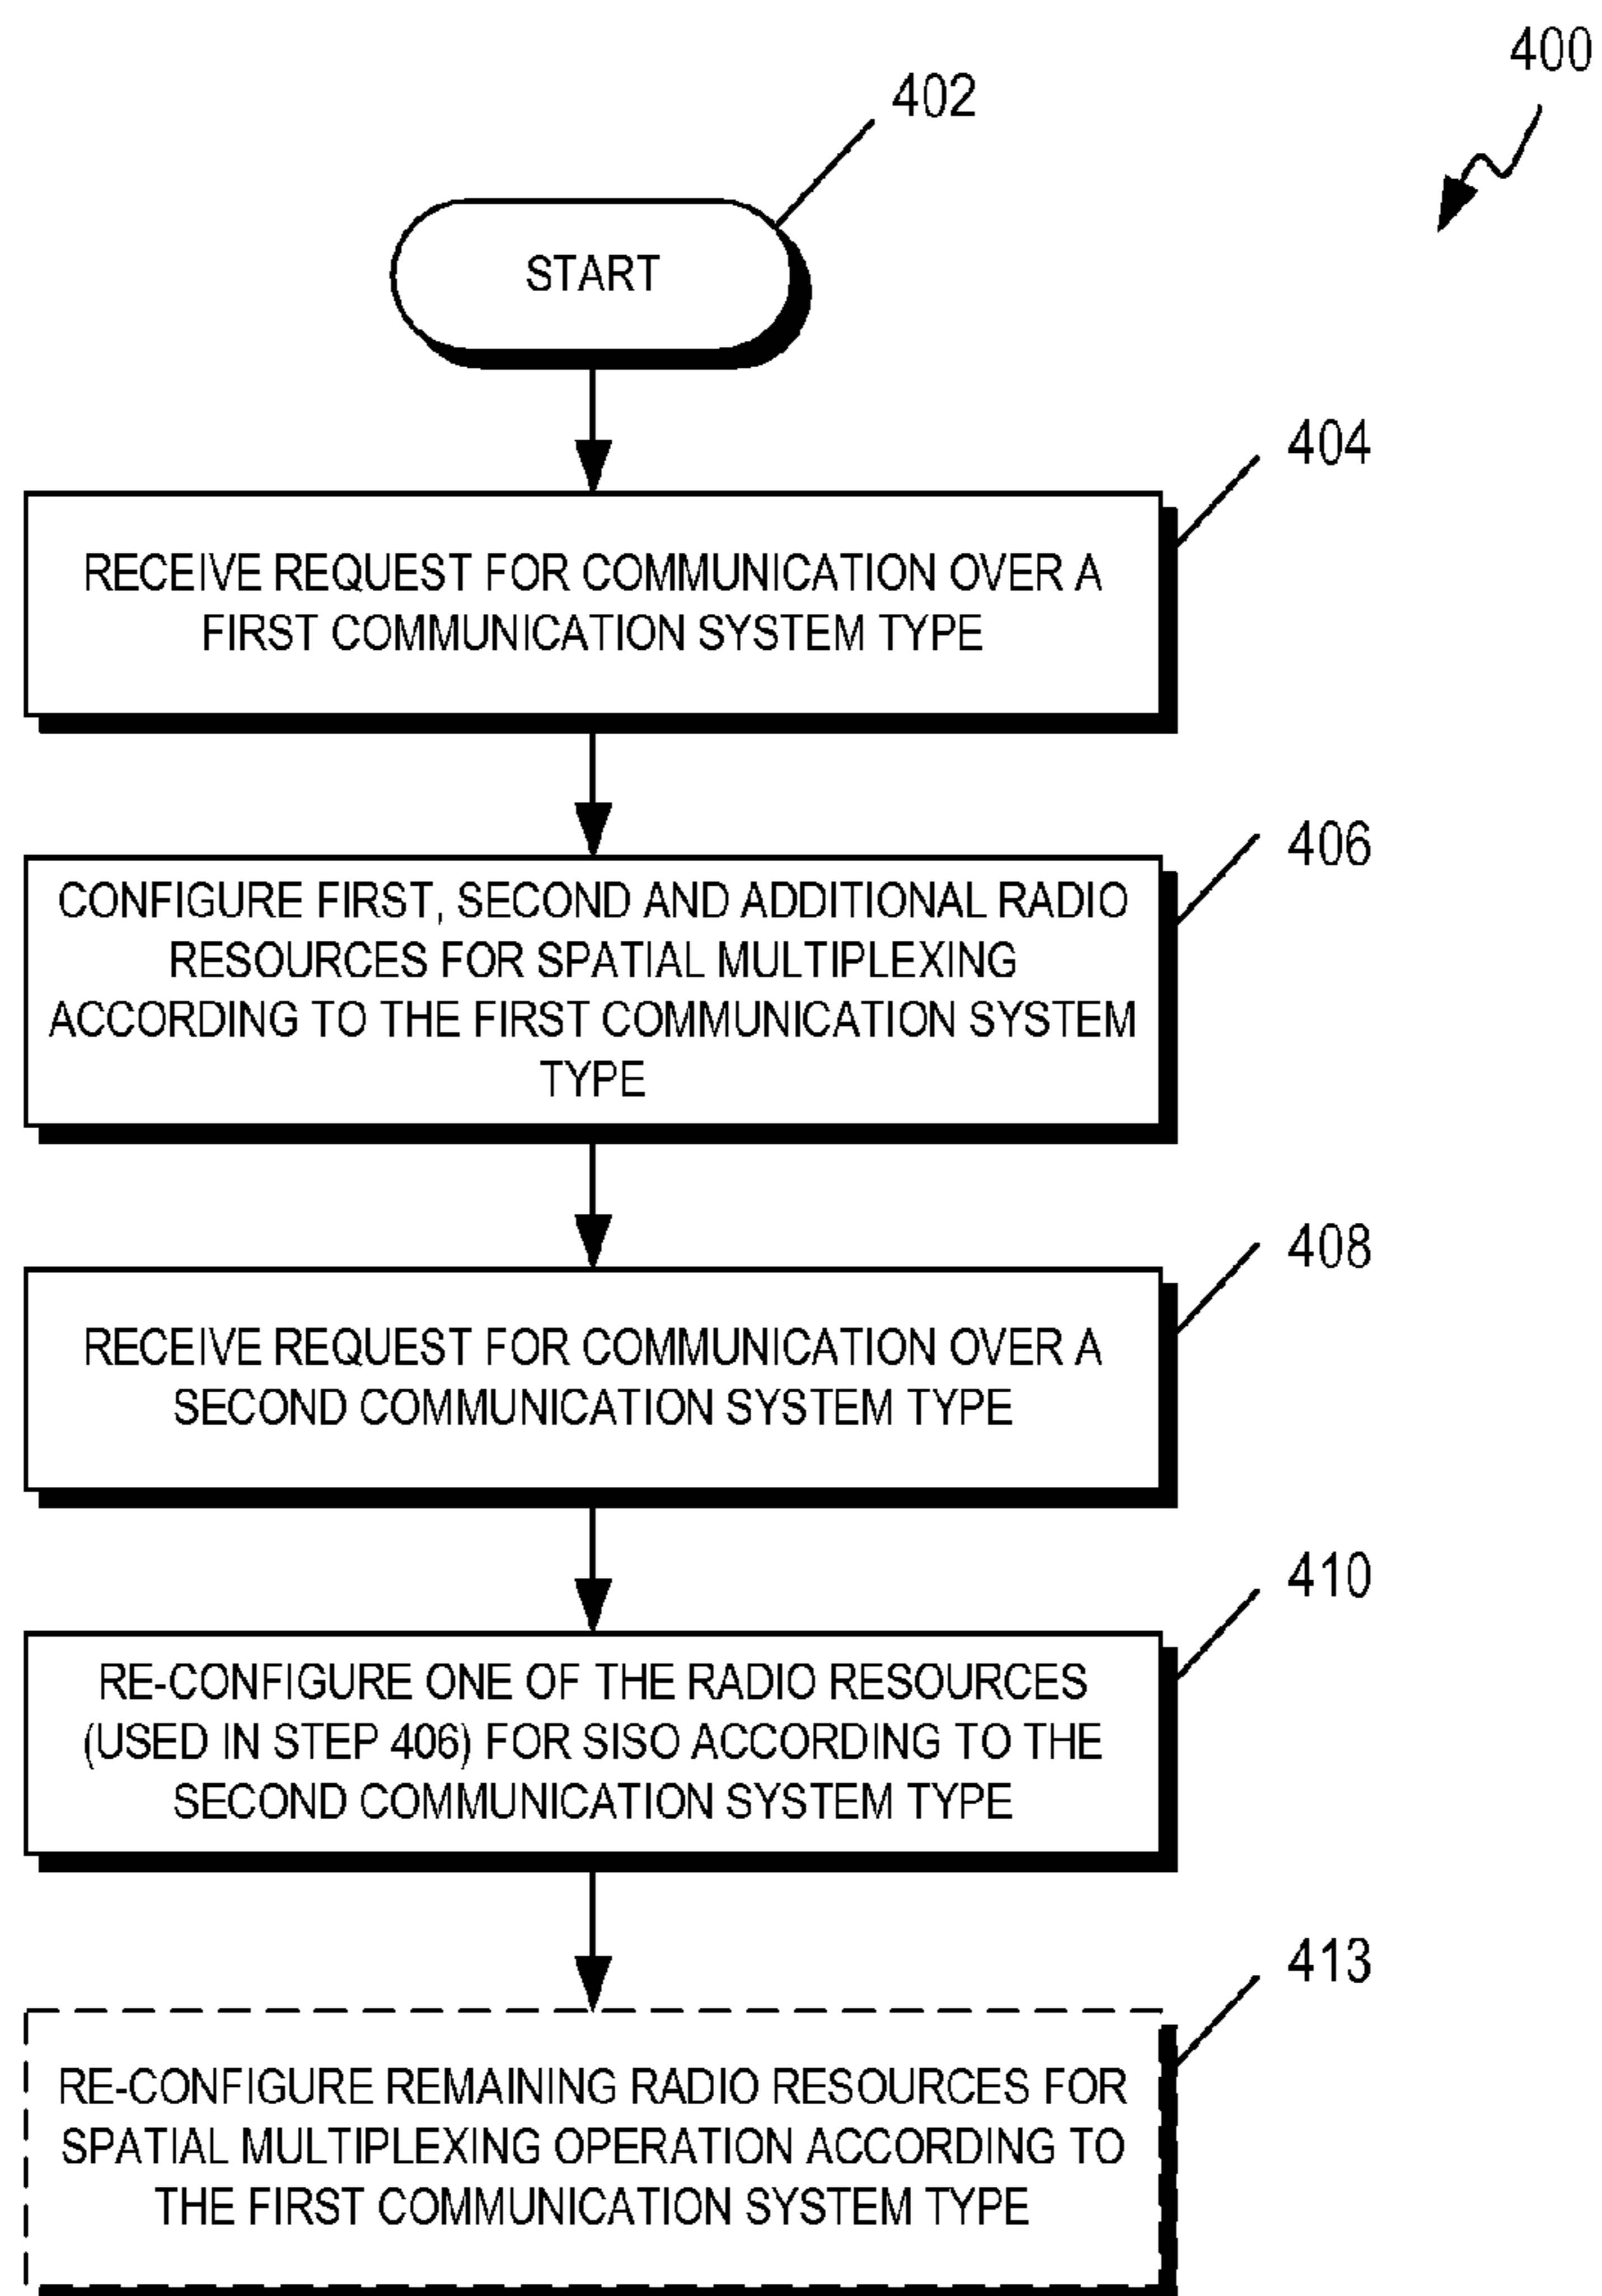 400
402
START
404
RECEIVE REQUEST FOR COMMUNICATION OVER A
FIRST COMMUNICATION SYSTEM TYPE
406
CONFIGURE FIRST, SECOND AND ADDITIONAL RADIO
RESOURCES FOR SPATIAL MULTIPLEXING
ACCORDING TO THE FIRST COMMUNICATION SYSTEM
TYPE
408
RECEIVE REQUEST FOR COMMUNICATION OVER A
SECOND COMMUNICATION SYSTEM TYPE
410
RE-CONFIGURE ONE OF THE RADIO RESOURCES
(USED IN STEP 406) FOR SISO ACCORDING TO THE
SECOND COMMUNICATION SYSTEM TYPE
413
RE-CONFIGURE REMAINING RADIO RESOURCES FOR
SPATIAL MULTIPLEXING OPERATION ACCORDING TO
THE FIRST COMMUNICATION SYSTEM TYPE